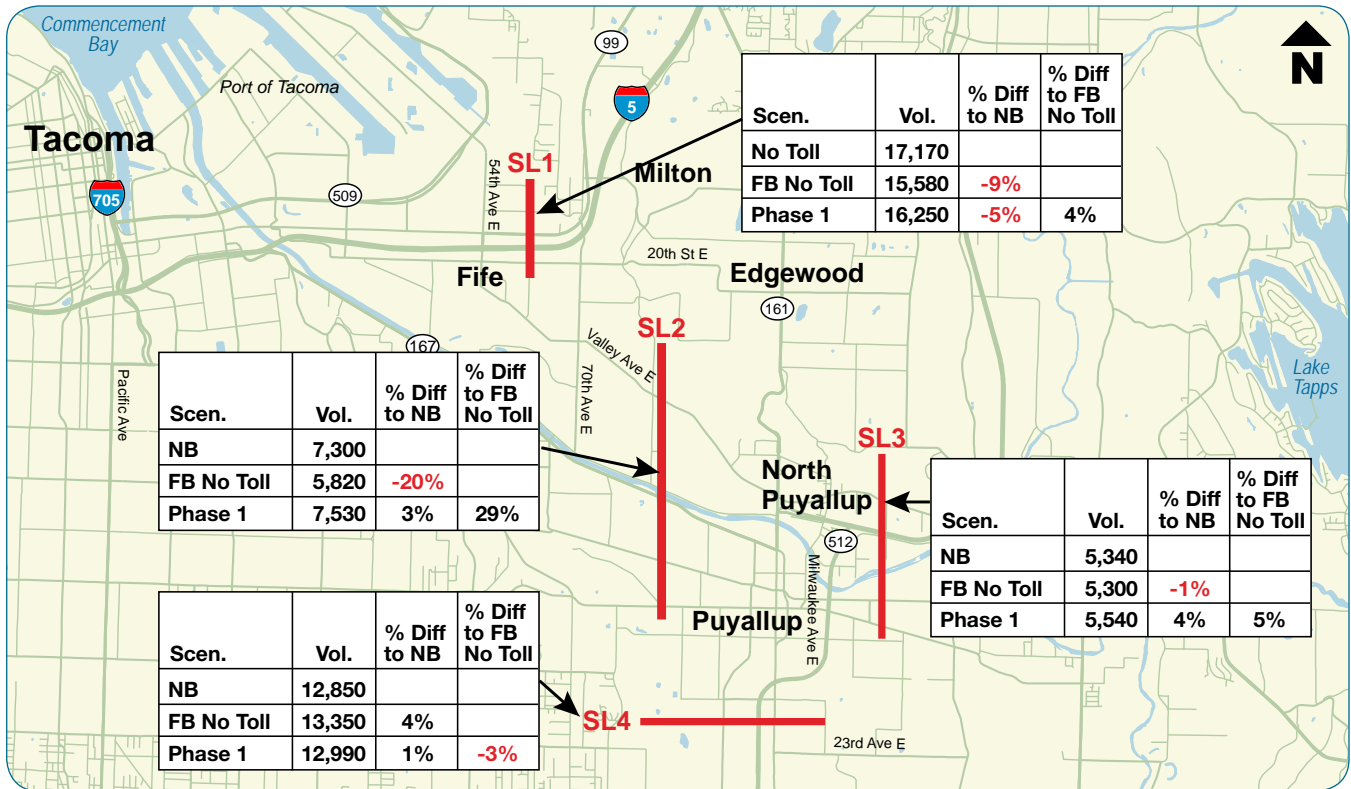 Commencement
Bay
Port of Tacoma
Tacoma
705
509
99
5
54th Ave E
SL1
Milton
Fife
20th St E
Edgewood
161
Scen. Vol. % Diff to NB % Diff to FB No Toll
No Toll 17,170
FB No Toll 15,580 -9%
Phase 1 16,250 -5% 4%
N
Lake
Tapps
167
Pacific Ave
Valley Ave E
70th Ave E
SL2
Scen. Vol. % Diff to NB % Diff to FB No Toll
NB 7,300
FB No Toll 5,820 -20%
Phase 1 7,530 3% 29%
SL3
North
Puyallup
512
Milwaukee Ave E
Puyallup
Scen. Vol. % Diff to NB % Diff to FB No Toll
NB 5,340
FB No Toll 5,300 -1%
Phase 1 5,540 4% 5%
Scen. Vol. % Diff to NB % Diff to FB No Toll
NB 12,850
FB No Toll 13,350 4%
Phase 1 12,990 1% -3%
SL4
23rd Ave E